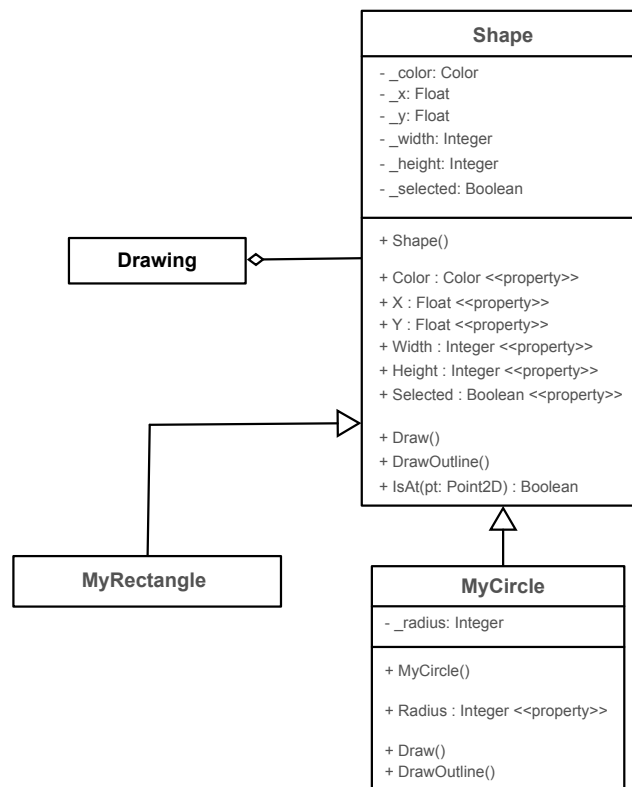 Shape
- _color: Color
- _x: Float
- _y: Float
- _width: Integer
- _height: Integer
- _selected: Boolean
+ Shape()
+ Color : Color <<property>>
+ X : Float <<property>>
+ Y : Float <<property>>
+ Width : Integer <<property>>
+ Height : Integer <<property>>
+ Selected : Boolean <<property>>
+ Draw()
+ DrawOutline()
+ IsAt(pt: Point2D) : Boolean
Drawing
MyRectangle
MyCircle
- _radius: Integer
+ MyCircle()
+ Radius : Integer <<property>>
+ Draw()
+ DrawOutline()